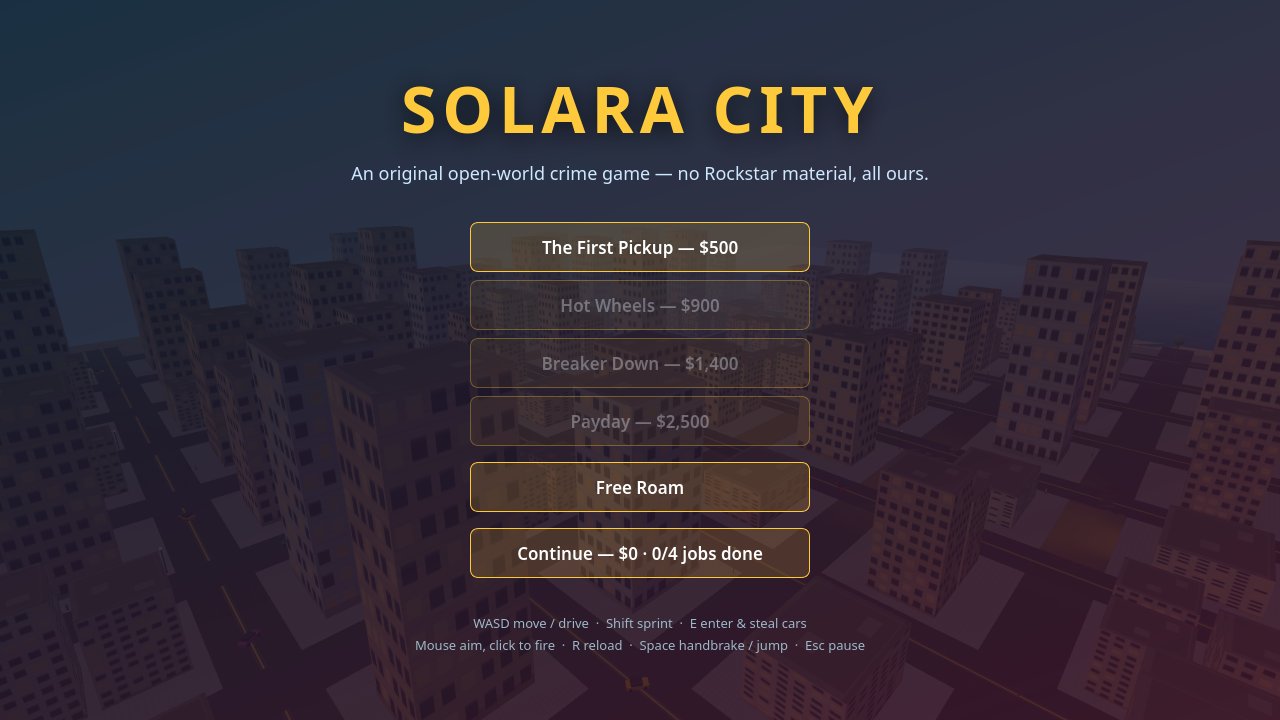 SOLARA CITY
An original open-world crime game — no Rockstar material, all ours.
The First Pickup — $500
Hot Wheels — $900
Breaker Down — $1,400
Payday — $2,500
Free Roam
Continue — $0 · 0/4 jobs done
WASD move / drive · Shift sprint · E enter & steal cars
Mouse aim, click to fire · R reload · Space handbrake / jump · Esc pause